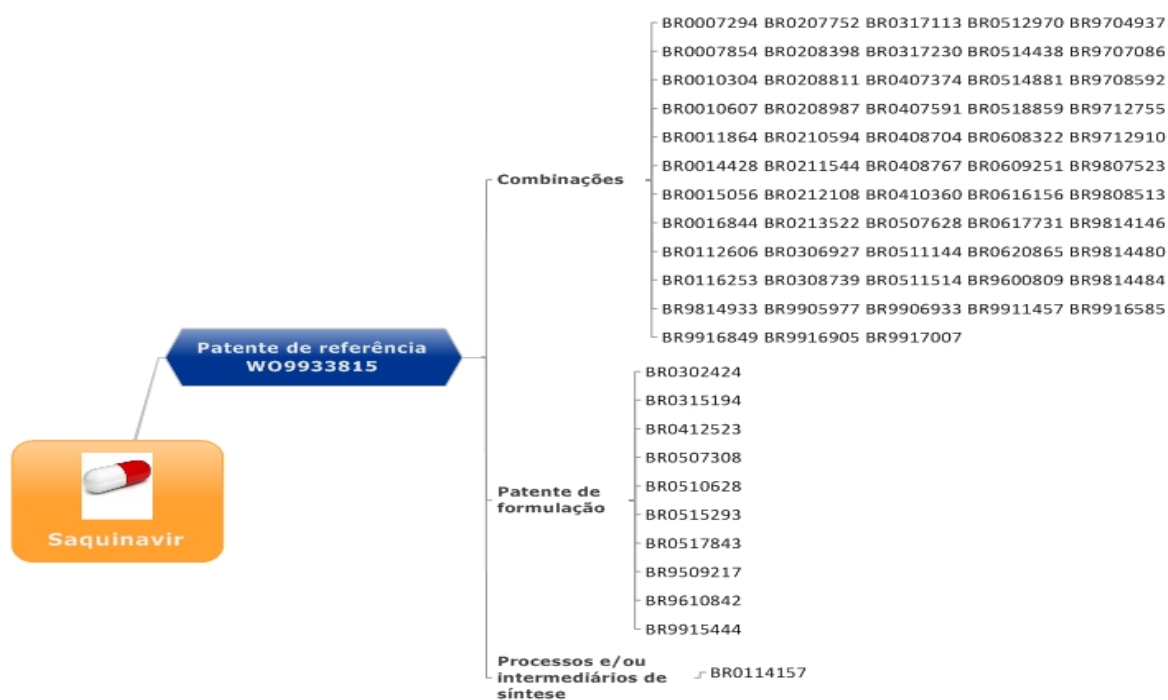 BR0007294 BR0207752 BR0317113 BR0512970 BR9704937
BR0007854 BR0208398 BR0317230 BR0514438 BR9707086
BR0010304 BR0208811 BR0407374 BR0514881 BR9708592
BR0010607 BR0208987 BR0407591 BR0518859 BR9712755
BR0011864 BR0210594 BR0408704 BR0608322 BR9712910
BR0014428 BR0211544 BR0408767 BR0609251 BR9807523
Combinações
BR0015056 BR0212108 BR0410360 BR0616156 BR9808513
BR0016844 BR0213522 BR0507628 BR0617731 BR9814146
BR0112606 BR0306927 BR0511144 BR0620865 BR9814480
BR0116253 BR0308739 BR0511514 BR9600809 BR9814484
BR9814933 BR9905977 BR9906933 BR9911457 BR9916585
BR9916849 BR9916905 BR9917007
Patente de referência
WO9933815
BR0302424
BR0315194
BR0412523
BR0507308
BR0510628
Patente de
formulação
BR0515293
BR0517843
BR9509217
BR9610842
BR9915444
Saquinavir
Processos e/ou
intermediários de
síntese
BR0114157